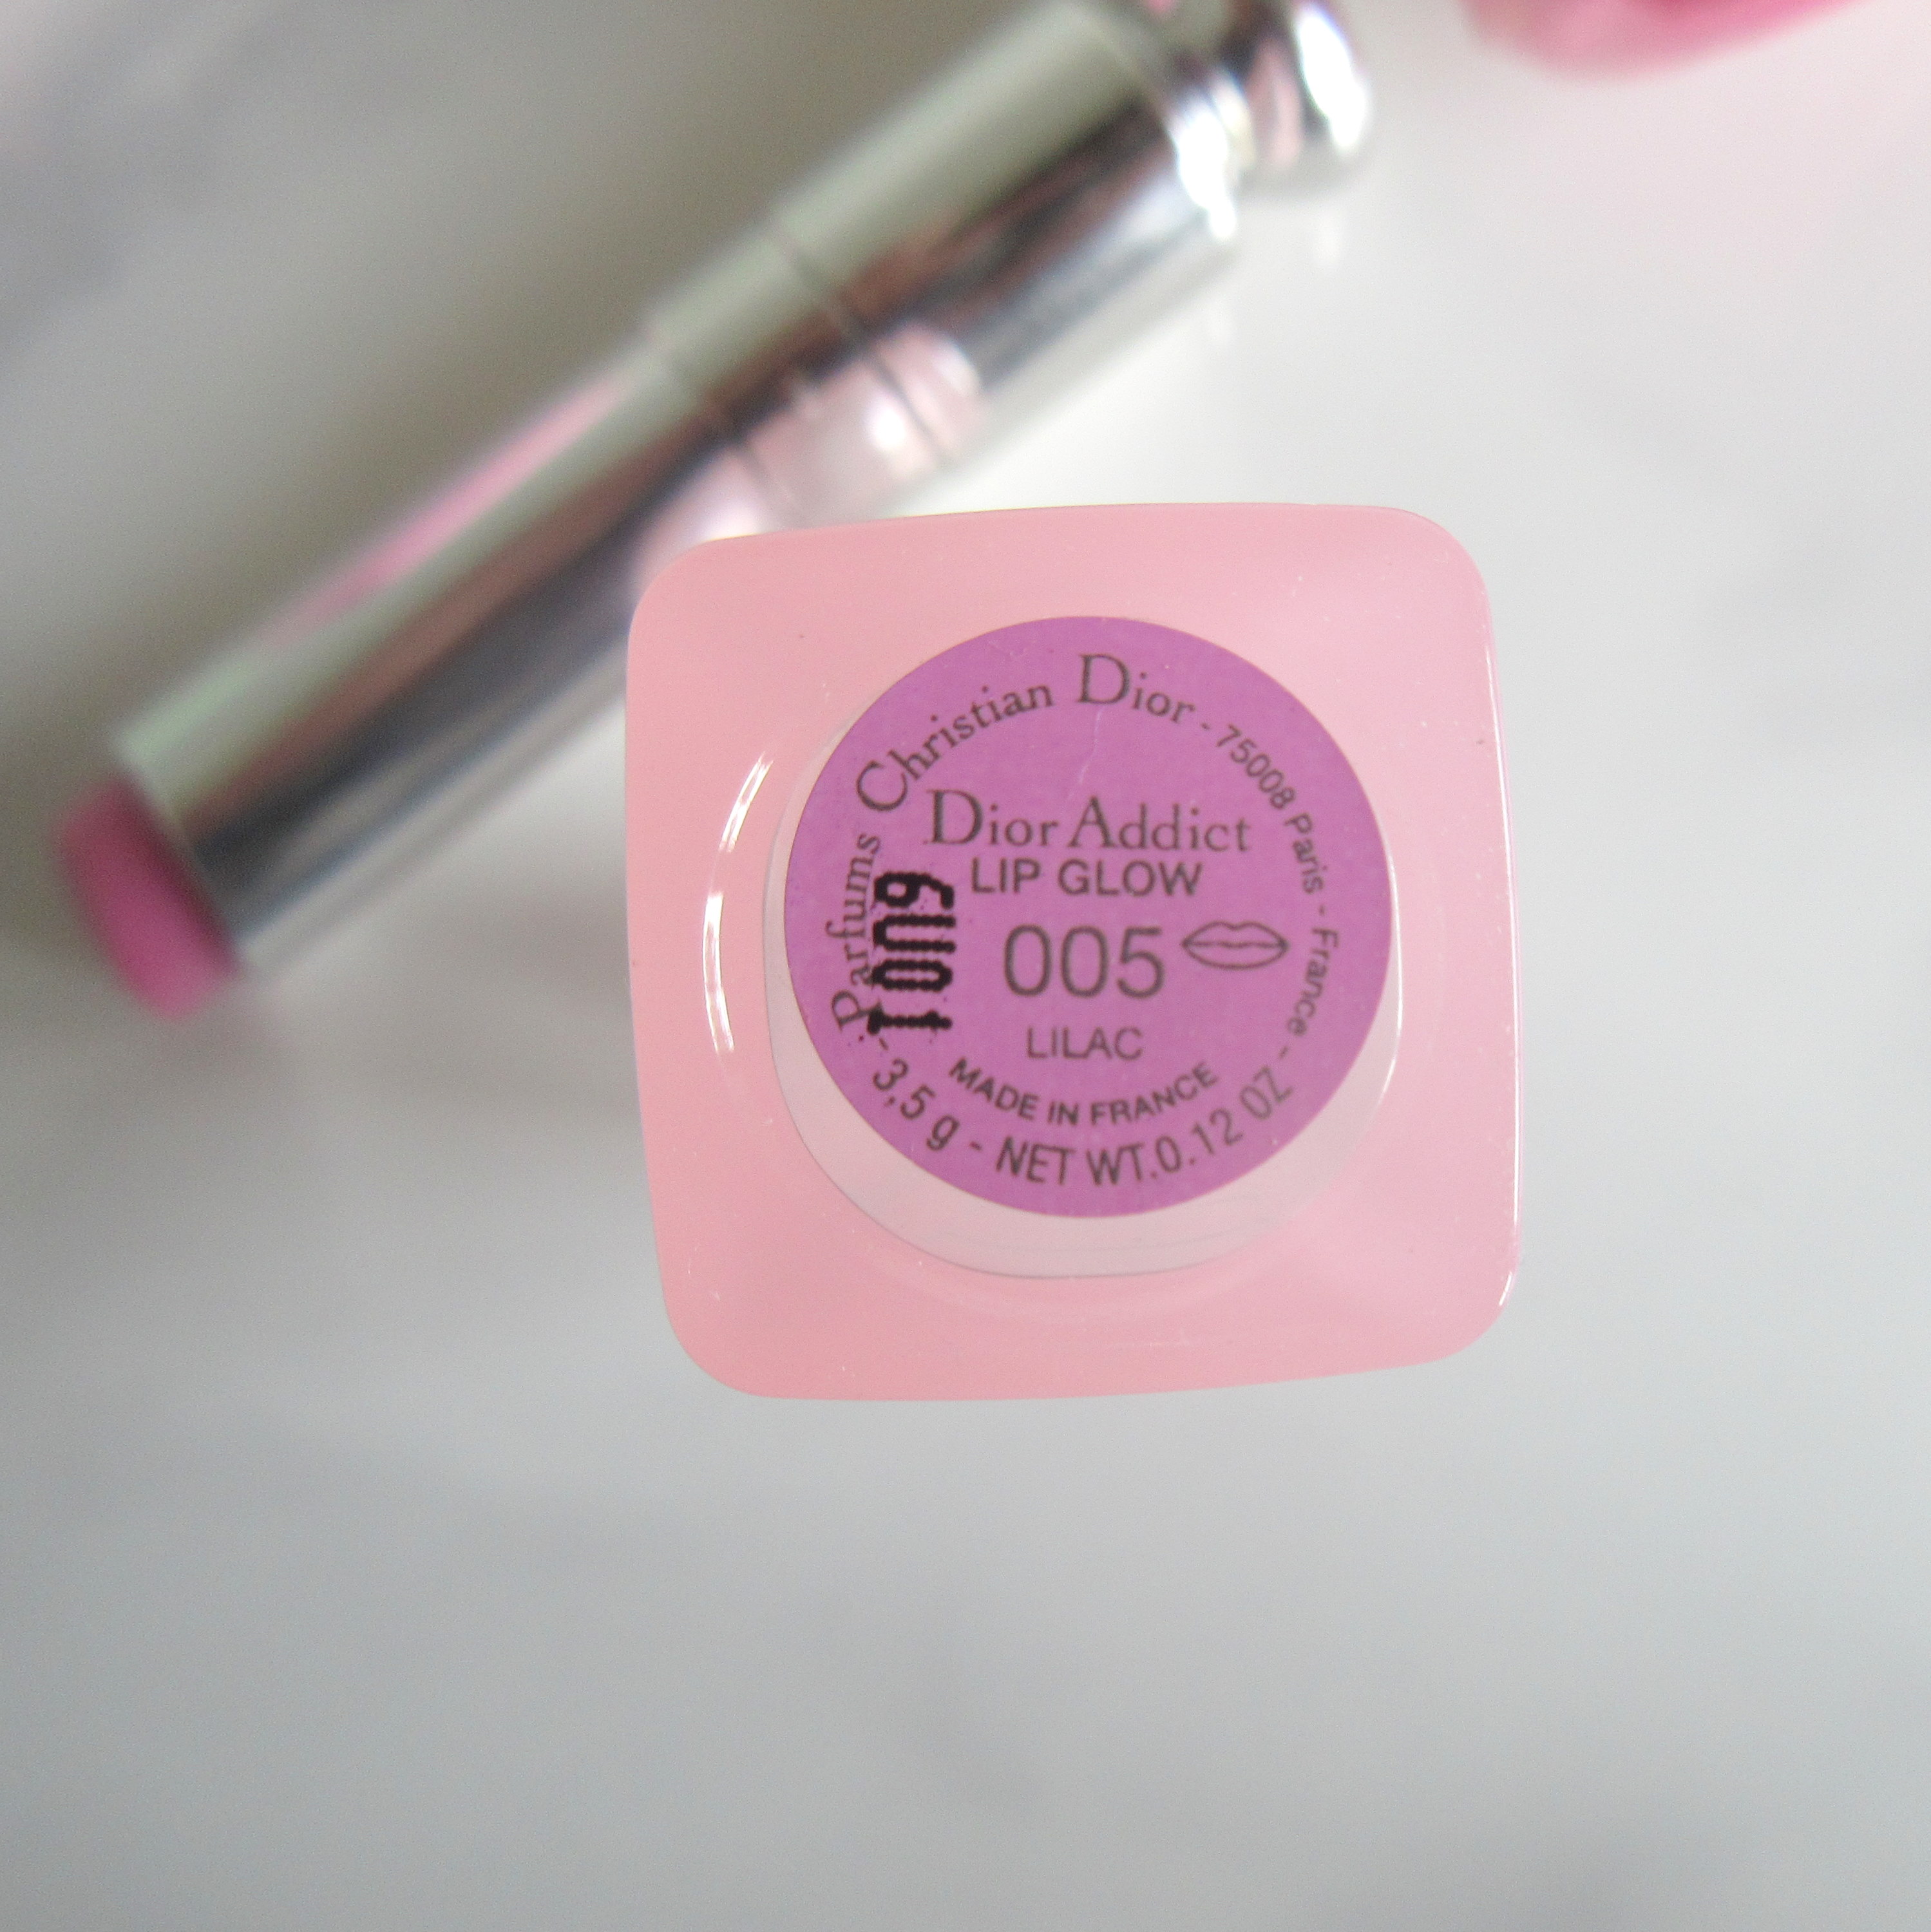 Parfums Christian Dior - 75008 Paris - France -
Dior Addict
LIP GLOW
005
LILAC
MADE IN FRANCE
3,5 g - NET WT.0.12 OZ -